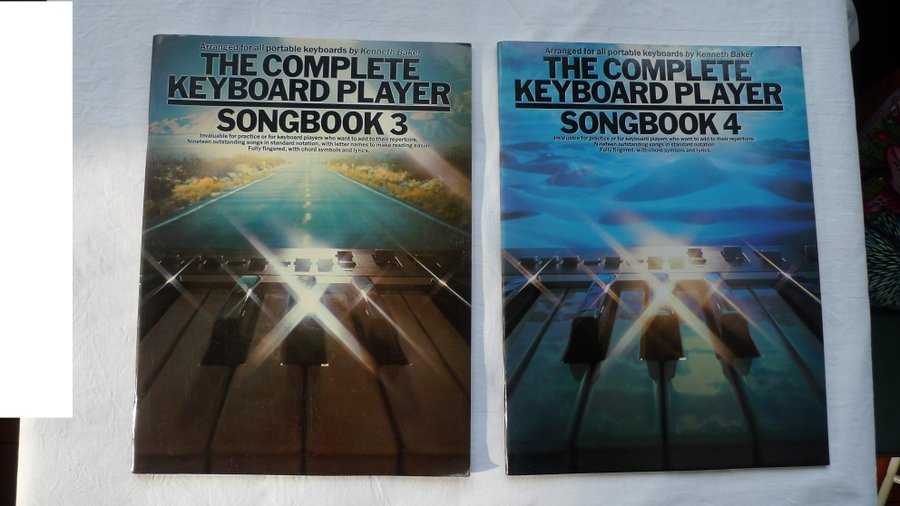 Arranged for all portable keyboards by Kenneth Baker.
THE COMPLETE
KEYBOARD PLAYER
SONGBOOK 3
Invaluable for practice or for keyboard players who want to add to their repertoire.
Nineteen outstanding songs in standard notation, with letter names to make reading easier.
Fully fingered, with chord symbols and lyrics.
Arranged for all portable keyboards by Kenneth Baker.
THE COMPLETE
KEYBOARD PLAYER
SONGBOOK 4
Invaluable for practice or for keyboard players who want to add to their repertoire.
Nineteen outstanding songs in standard notation.
Fully fingered, with chord symbols and lyrics.